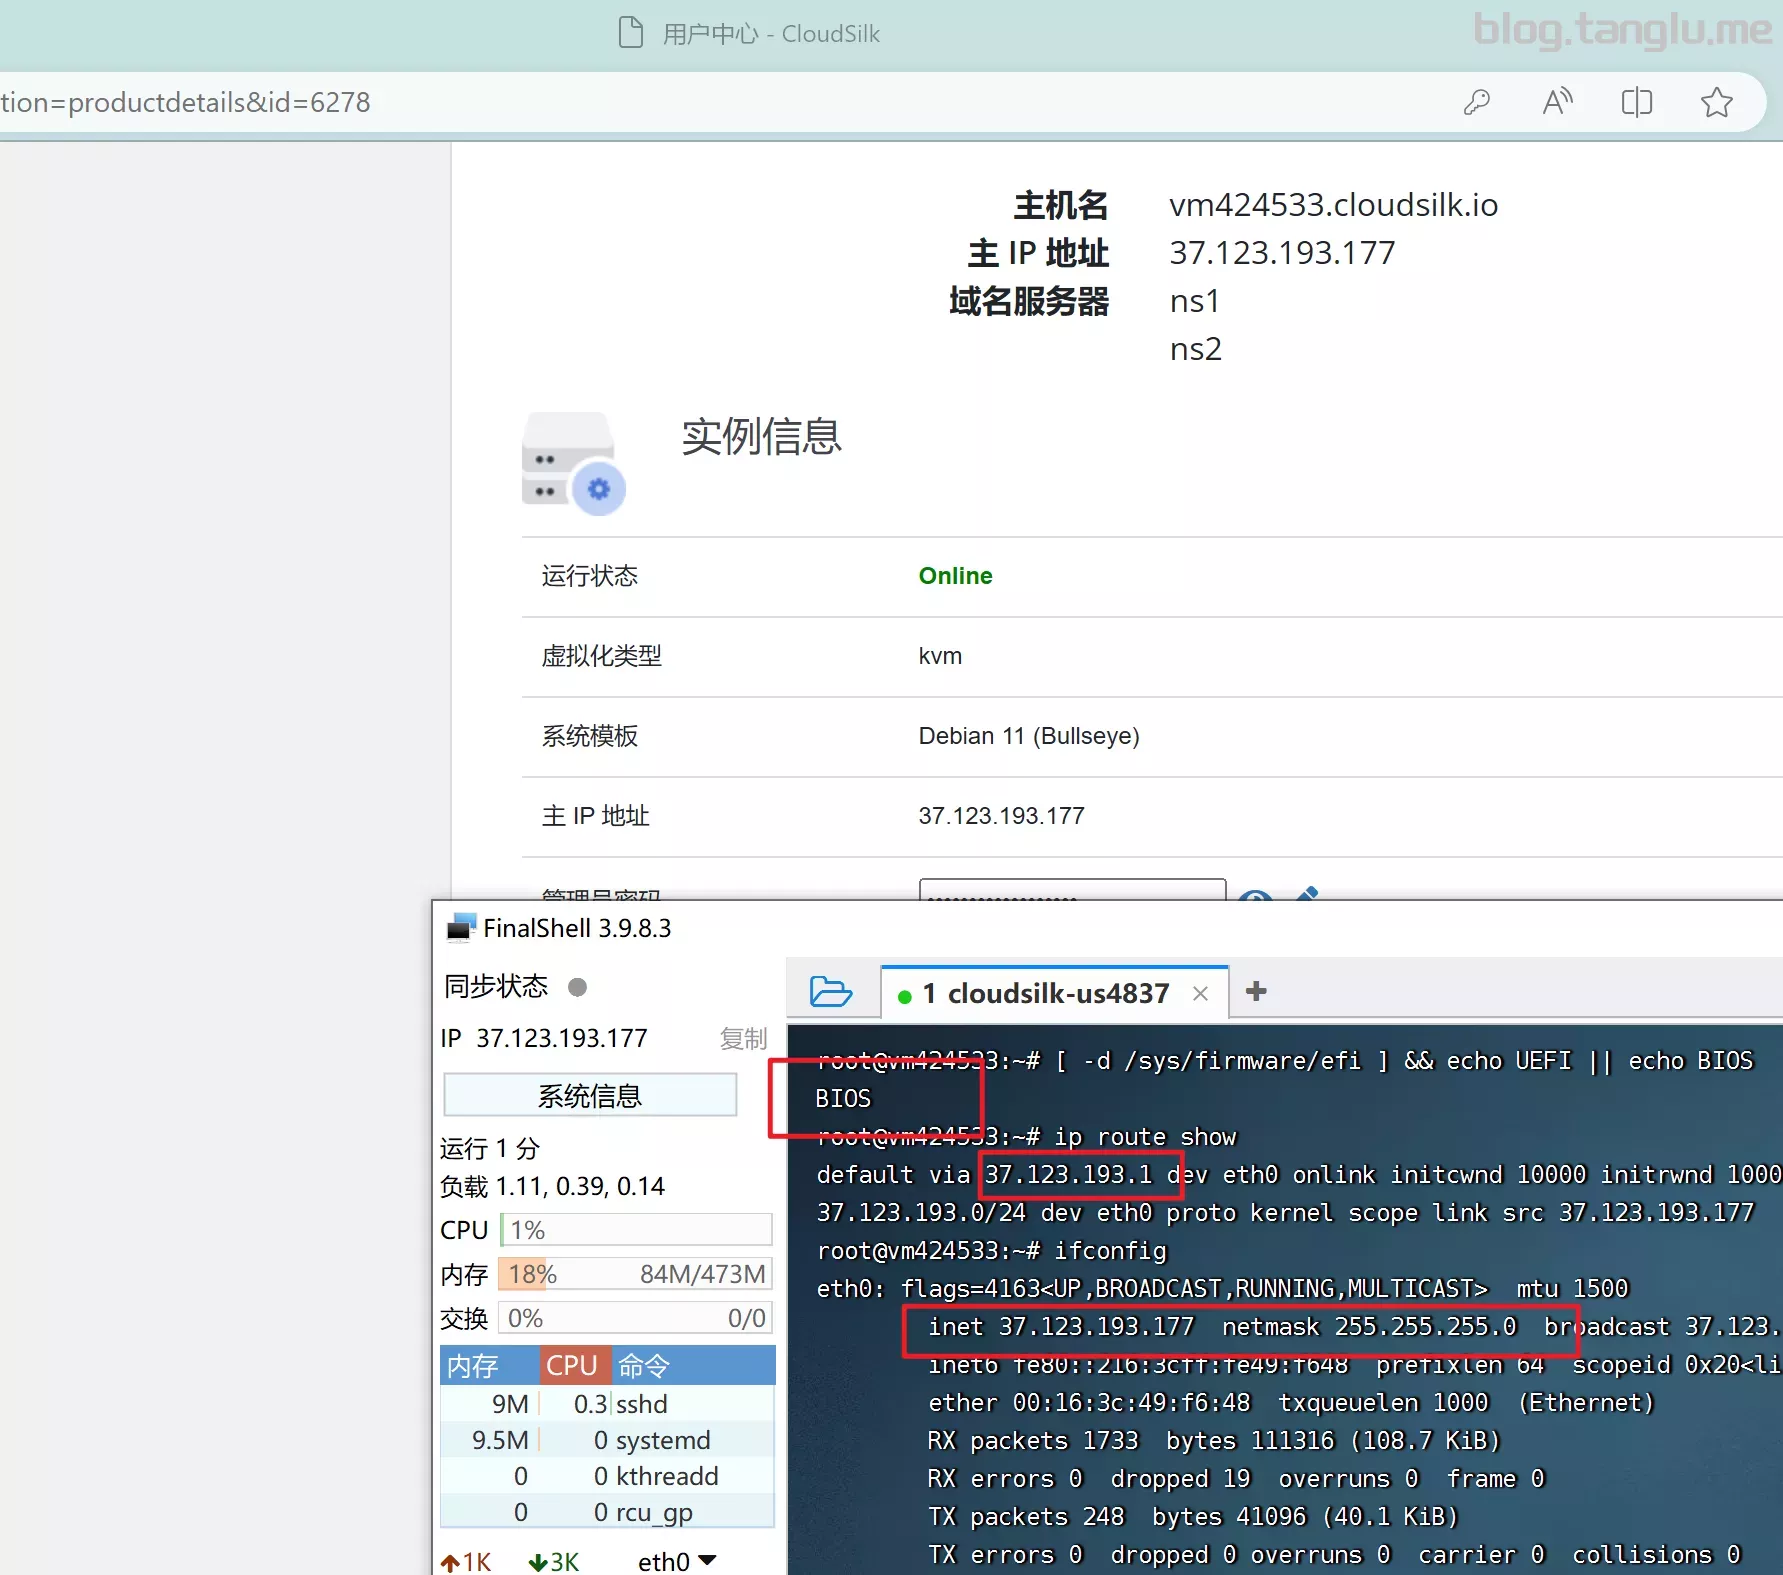 用户中心 - CloudSilk
blog.tanglu.me
tion=productdetails&id=6278
主机名 vm424533.cloudsilk.io
主 IP 地址 37.123.193.177
域名服务器 ns1
ns2
实例信息
运行状态 Online
虚拟化类型 kvm
系统模板 Debian 11 (Bullseye)
主 IP 地址 37.123.193.177
管理员密码
FinalShell 3.9.8.3
同步状态
1 cloudsilk-us4837
IP 37.123.193.177 复制
系统信息
运行 1 分
负载 1.11, 0.39, 0.14
CPU 1%
内存 18% 84M/473M
交换 0% 0/0
内存 CPU 命令
9M 0.3 sshd
9.5M 0 systemd
0 0 kthreadd
0 0 rcu_gp
1K 3K eth0
root@vm424533:~# [ -d /sys/firmware/efi ] && echo UEFI || echo BIOS
BIOS
root@vm424533:~# ip route show
default via 37.123.193.1 dev eth0 onlink initcwnd 10000 initrwnd 1000
37.123.193.0/24 dev eth0 proto kernel scope link src 37.123.193.177
root@vm424533:~# ifconfig
eth0: flags=4163<UP,BROADCAST,RUNNING,MULTICAST> mtu 1500
inet 37.123.193.177 netmask 255.255.255.0 broadcast 37.123.
inet6 fe80::216:3cff:fe49:f648 prefixlen 64 scopeid 0x20<li
ether 00:16:3c:49:f6:48 txqueuelen 1000 (Ethernet)
RX packets 1733 bytes 111316 (108.7 KiB)
RX errors 0 dropped 19 overruns 0 frame 0
TX packets 248 bytes 41096 (40.1 KiB)
TX errors 0 dropped 0 overruns 0 carrier 0 collisions 0